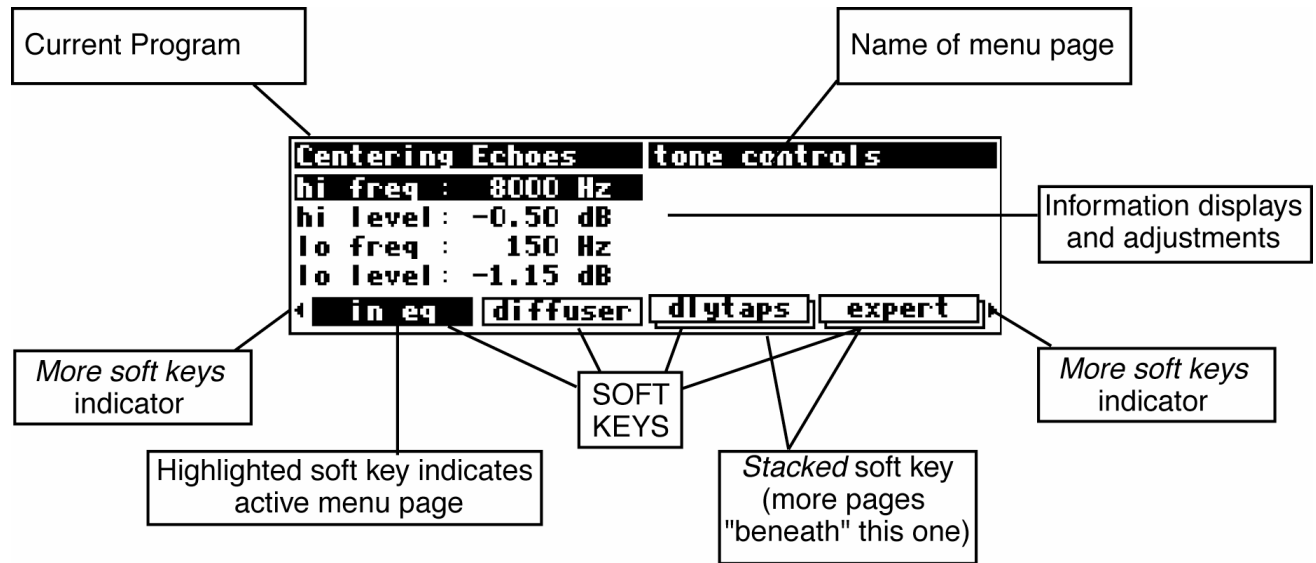 Current Program
Name of menu page
Centering Echoes
tone controls
hi freq : 8000 Hz
hi level: -0.50 dB
lo freq : 150 Hz
lo level: -1.15 dB
Information displays
and adjustments
in eq
diffuser
dlytaps
expert
More soft keys
indicator
SOFT
KEYS
More soft keys
indicator
Highlighted soft key indicates
active menu page
Stacked soft key
(more pages
"beneath" this one)